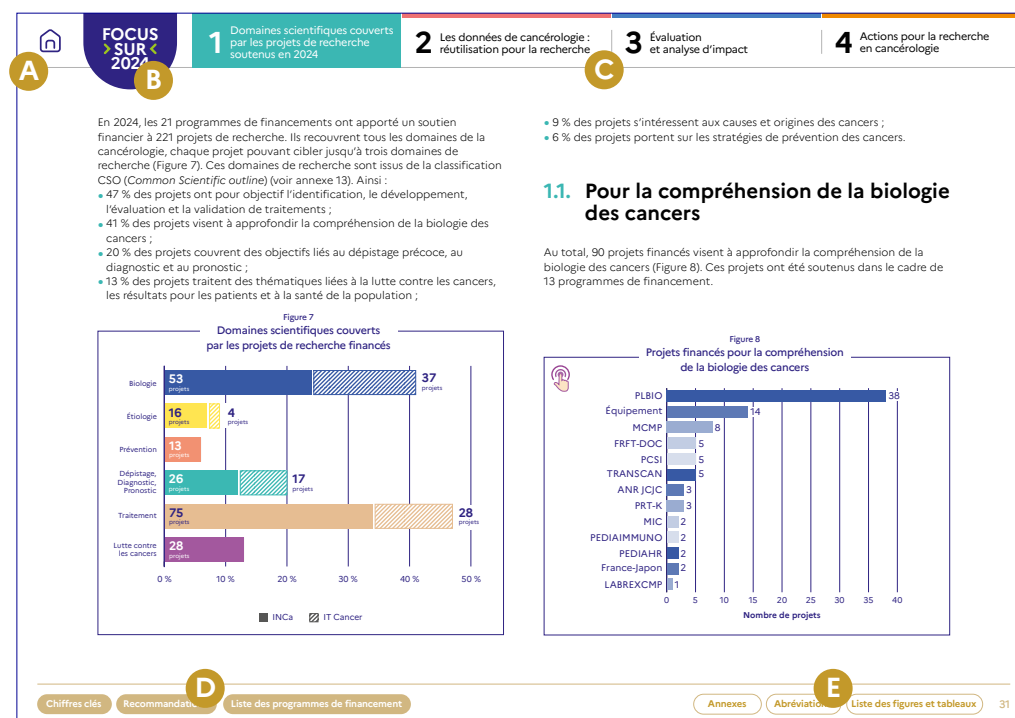 FOCUS
SUR
2024
1 Domaines scientifiques couverts
par les projets de recherche
soutenus en 2024
2 Les données de cancérologie :
réutilisation pour la recherche
3 Évaluation
et analyse d'impact
4 Actions pour la recherche
en cancérologie
A
B
C
En 2024, les 21 programmes de financements ont apporté un soutien
financier à 221 projets de recherche. Ils recouvrent tous les domaines de la
cancérologie, chaque projet pouvant cibler jusqu'à trois domaines de
recherche (Figure 7). Ces domaines de recherche sont issus de la classification
CSO (Common Scientific outline) (voir annexe 13). Ainsi :
• 47 % des projets ont pour objectif l'identification, le développement,
l'évaluation et la validation de traitements ;
• 41 % des projets visent à approfondir la compréhension de la biologie des
cancers ;
• 20 % des projets couvrent des objectifs liés au dépistage précoce, au
diagnostic et au pronostic ;
• 13 % des projets traitent des thématiques liées à la lutte contre les cancers,
les résultats pour les patients et à la santé de la population ;
• 9 % des projets s'intéressent aux causes et origines des cancers ;
• 6 % des projets portent sur les stratégies de prévention des cancers.
1.1. Pour la compréhension de la biologie
des cancers
Au total, 90 projets financés visent à approfondir la compréhension de la
biologie des cancers (Figure 8). Ces projets ont été soutenus dans le cadre de
13 programmes de financement.
Figure 7
Domaines scientifiques couverts
par les projets de recherche financés
Biologie 53 projets 37 projets
Étiologie 16 projets 4 projets
Prévention 13 projets
Dépistage,
Diagnostic,
Pronostic 26 projets 17 projets
Traitement 75 projets 28 projets
Lutte contre
les cancers 28 projets
0 % 10 % 20 % 30 % 40 % 50 %
INCa IT Cancer
Figure 8
Projets financés pour la compréhension
de la biologie des cancers
PLBIO 38
Équipement 14
MCMP 8
FRFT-DOC 5
PCSI 5
TRANSCAN 5
ANR JCJC 3
PRT-K 3
MIC 2
PEDIAIMMUNO 2
PEDIAHR 2
France-Japon 2
LABREXCMP 1
0 5 10 15 20 25 30 35 40
Nombre de projets
D
E
Chiffres clés
Liste des programmes de financement
Annexes
Liste des figures et tableaux
31